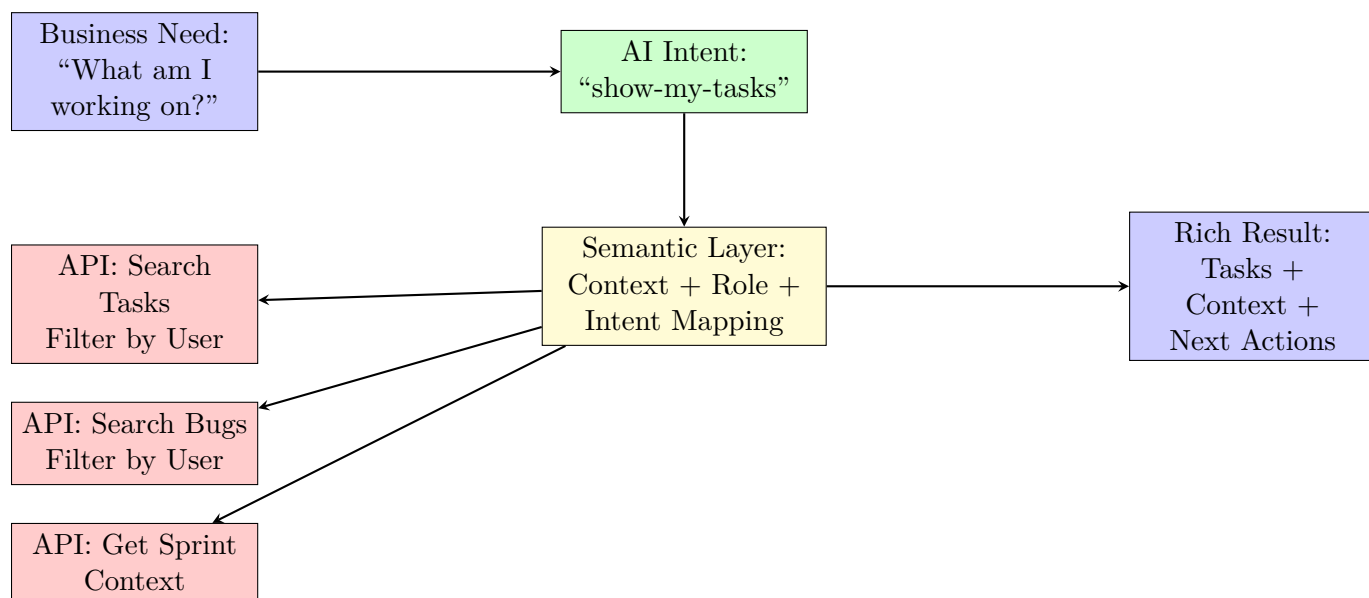 Business Need:
“What am I
working on?”
AI Intent:
“show-my-tasks”
Semantic Layer:
Context + Role +
Intent Mapping
API: Search
Tasks
Filter by User
API: Search Bugs
Filter by User
API: Get Sprint
Context
Rich Result:
Tasks +
Context +
Next Actions